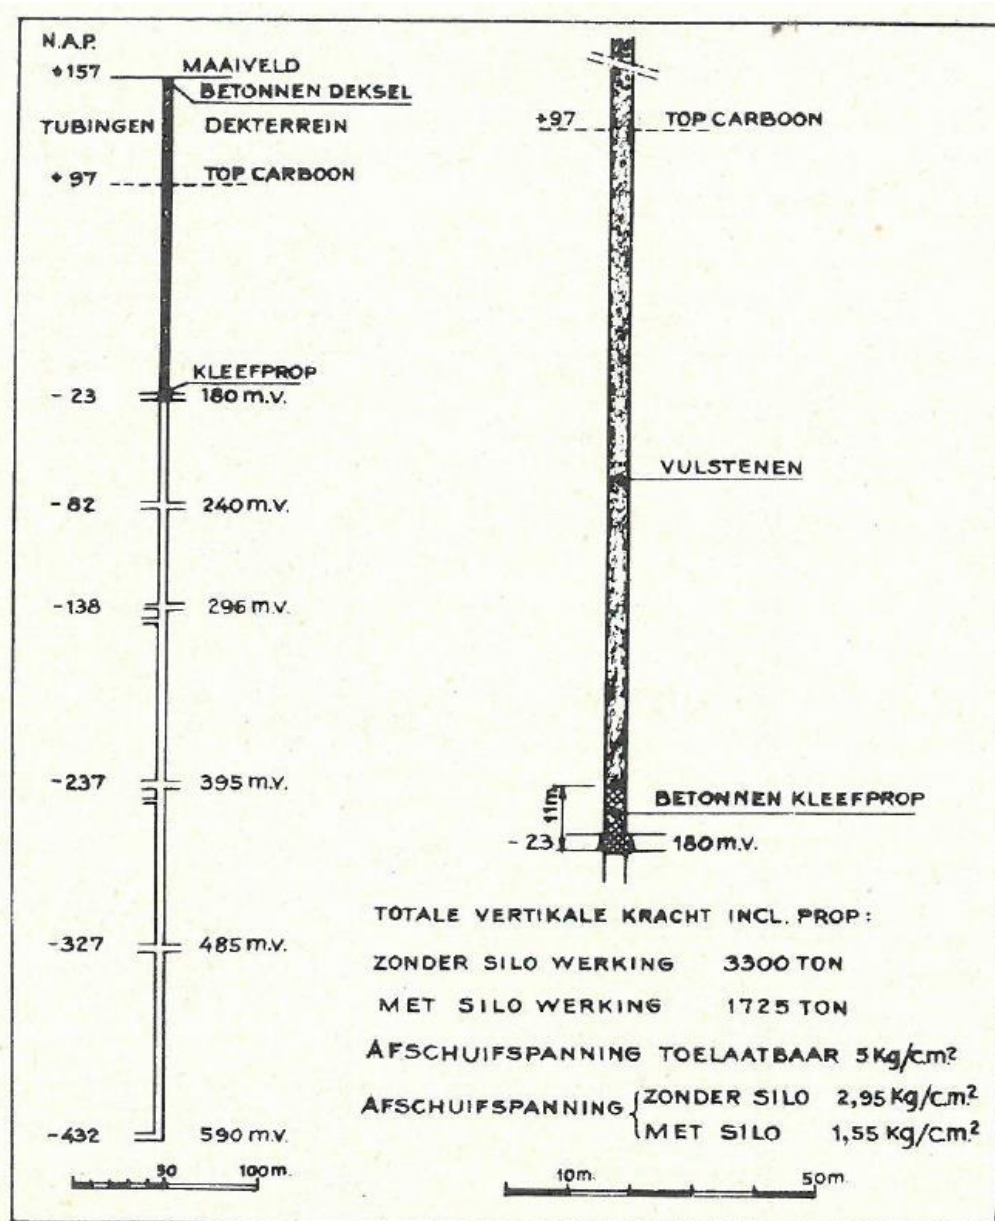 N.A.P.
+157 MAAIVELD
BETONNEN DEKSEL
TUBINGEN DEKTERREIN
+97 TOP CARBOON
KLEEFPROP
-23 180 m.v.
-82 240 m.v.
-138 296 m.v.
-237 395 m.v.
-327 485 m.v.
-432 590 m.v.
50 100m.
+97 TOP CARBOON
VULSTENEN
11m.
BETONNEN KLEEFPROP
-23 180 m.v.
TOTALE VERTIKALE KRACHT INCL. PROP:
ZONDER SILO WERKING 3300 TON
MET SILO WERKING 1725 TON
AFSCHUIFSPANNING TOELAATBAAR 5 Kg/cm²
AFSCHUIFSPANNING { ZONDER SILO 2,95 Kg/cm²
MET SILO 1,55 Kg/cm²
10m. 50m.